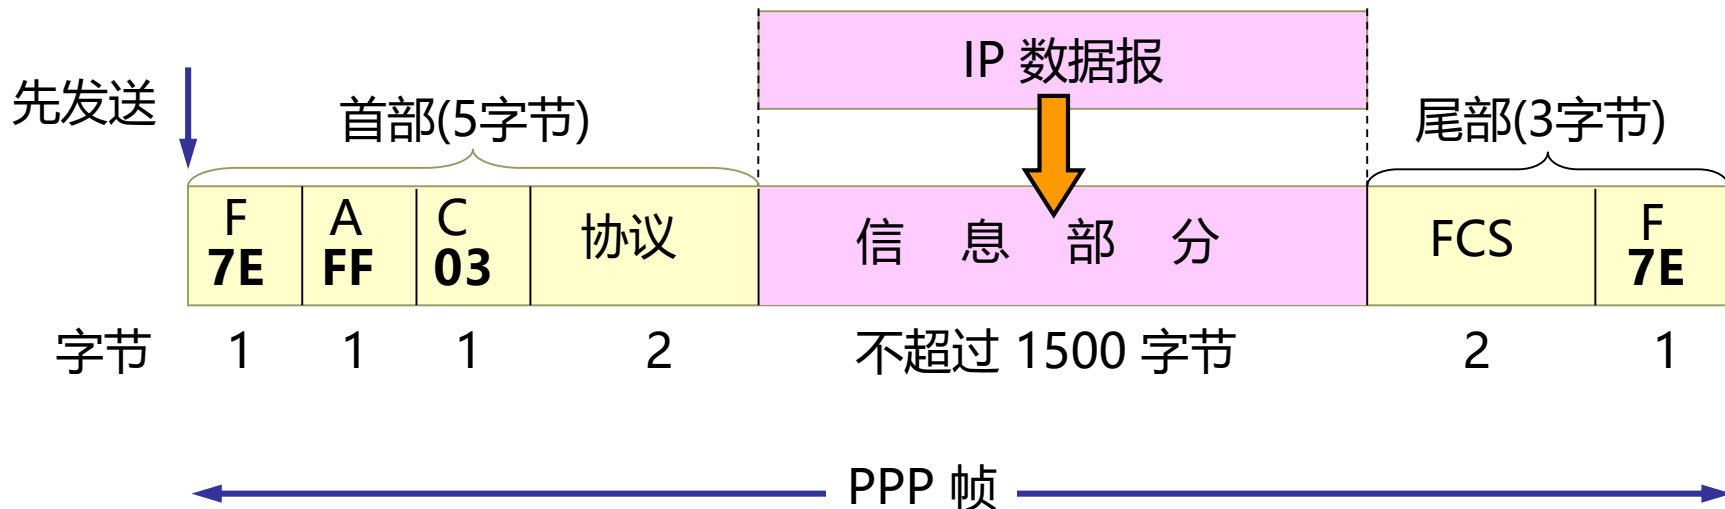 IP 数据报
先发送
首部(5字节)
尾部(3字节)
F A C 协议 信 息 部 分 FCS F
7E FF 03 7E
字节 1 1 1 2 不超过 1500 字节 2 1
PPP 帧